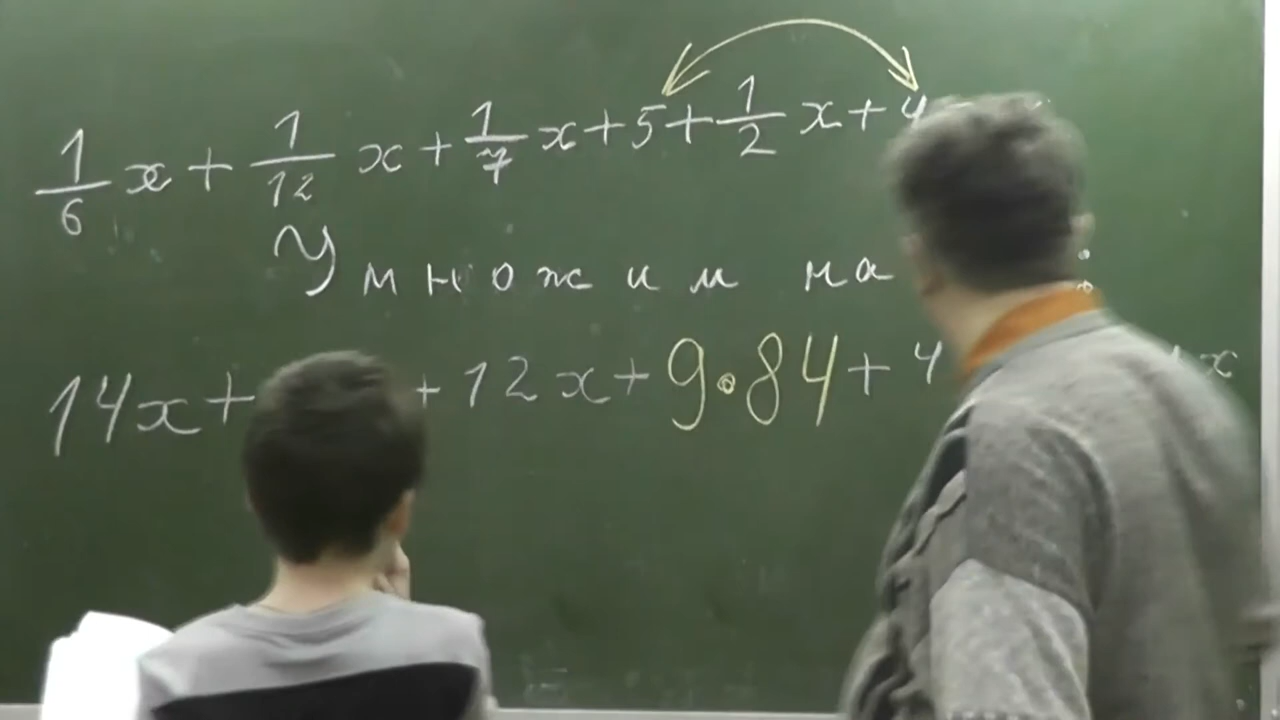 1/6 x + 1/12 x + 1/7 x + 5 + 1/2 x + 4
Умножим на :
14x + + 12x + 9·84 + 4 x